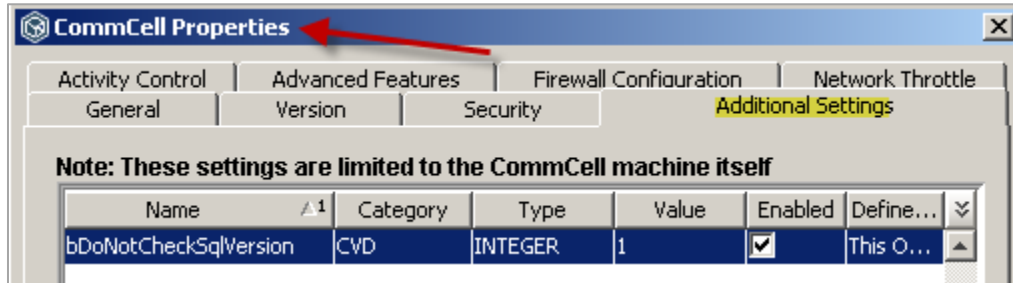 CommCell Properties
Activity Control Advanced Features Firewall Configuration Network Throttle
General Version Security Additional Settings
Note: These settings are limited to the CommCell machine itself
Name 1 Category Type Value Enabled Define...
bDoNotCheckSqlVersion CVD INTEGER 1 This O...